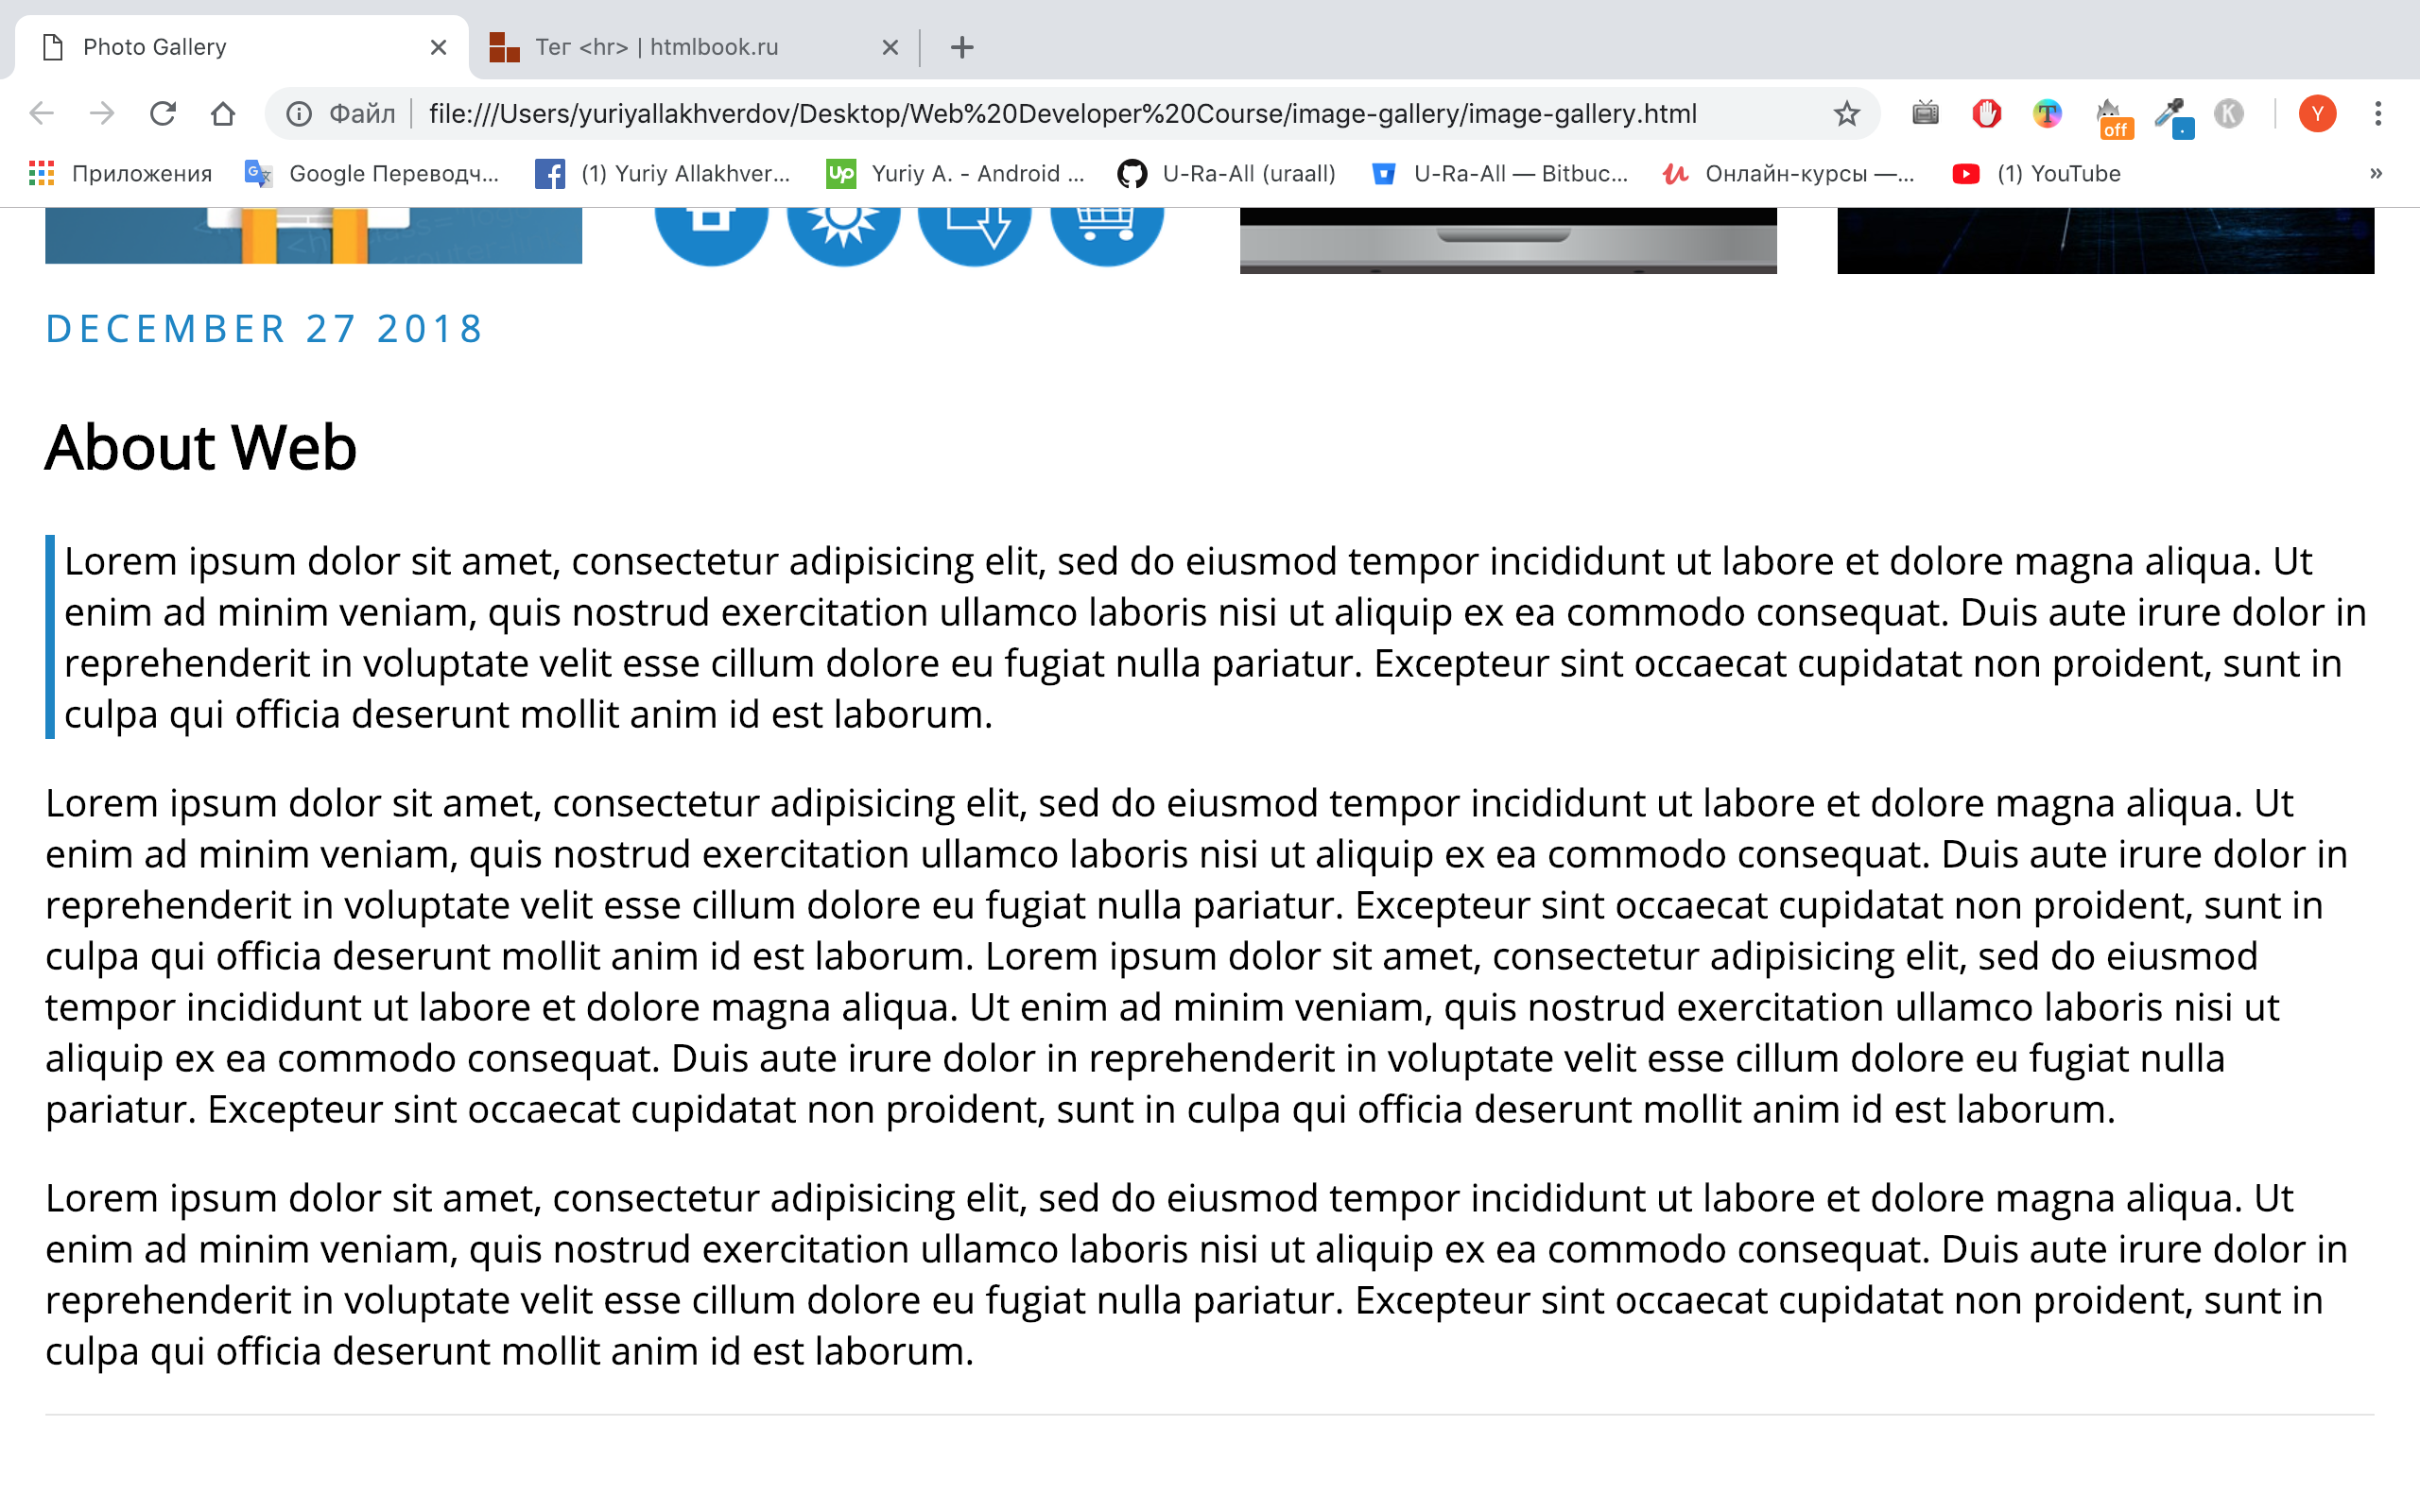 Photo Gallery
Тег <hr> | htmlbook.ru
Файл file:///Users/yuriyallakhverdov/Desktop/Web%20Developer%20Course/image-gallery/image-gallery.html
off
K
Y
Приложения Google Переводч... (1) Yuriy Allakhver... Up Yuriy A. - Android ... U-Ra-All (uraall) U-Ra-All — Bitbuc... Онлайн-курсы —... (1) YouTube »
DECEMBER 27 2018
About Web
Lorem ipsum dolor sit amet, consectetur adipisicing elit, sed do eiusmod tempor incididunt ut labore et dolore magna aliqua. Ut
enim ad minim veniam, quis nostrud exercitation ullamco laboris nisi ut aliquip ex ea commodo consequat. Duis aute irure dolor in
reprehenderit in voluptate velit esse cillum dolore eu fugiat nulla pariatur. Excepteur sint occaecat cupidatat non proident, sunt in
culpa qui officia deserunt mollit anim id est laborum.
Lorem ipsum dolor sit amet, consectetur adipisicing elit, sed do eiusmod tempor incididunt ut labore et dolore magna aliqua. Ut
enim ad minim veniam, quis nostrud exercitation ullamco laboris nisi ut aliquip ex ea commodo consequat. Duis aute irure dolor in
reprehenderit in voluptate velit esse cillum dolore eu fugiat nulla pariatur. Excepteur sint occaecat cupidatat non proident, sunt in
culpa qui officia deserunt mollit anim id est laborum. Lorem ipsum dolor sit amet, consectetur adipisicing elit, sed do eiusmod
tempor incididunt ut labore et dolore magna aliqua. Ut enim ad minim veniam, quis nostrud exercitation ullamco laboris nisi ut
aliquip ex ea commodo consequat. Duis aute irure dolor in reprehenderit in voluptate velit esse cillum dolore eu fugiat nulla
pariatur. Excepteur sint occaecat cupidatat non proident, sunt in culpa qui officia deserunt mollit anim id est laborum.
Lorem ipsum dolor sit amet, consectetur adipisicing elit, sed do eiusmod tempor incididunt ut labore et dolore magna aliqua. Ut
enim ad minim veniam, quis nostrud exercitation ullamco laboris nisi ut aliquip ex ea commodo consequat. Duis aute irure dolor in
reprehenderit in voluptate velit esse cillum dolore eu fugiat nulla pariatur. Excepteur sint occaecat cupidatat non proident, sunt in
culpa qui officia deserunt mollit anim id est laborum.